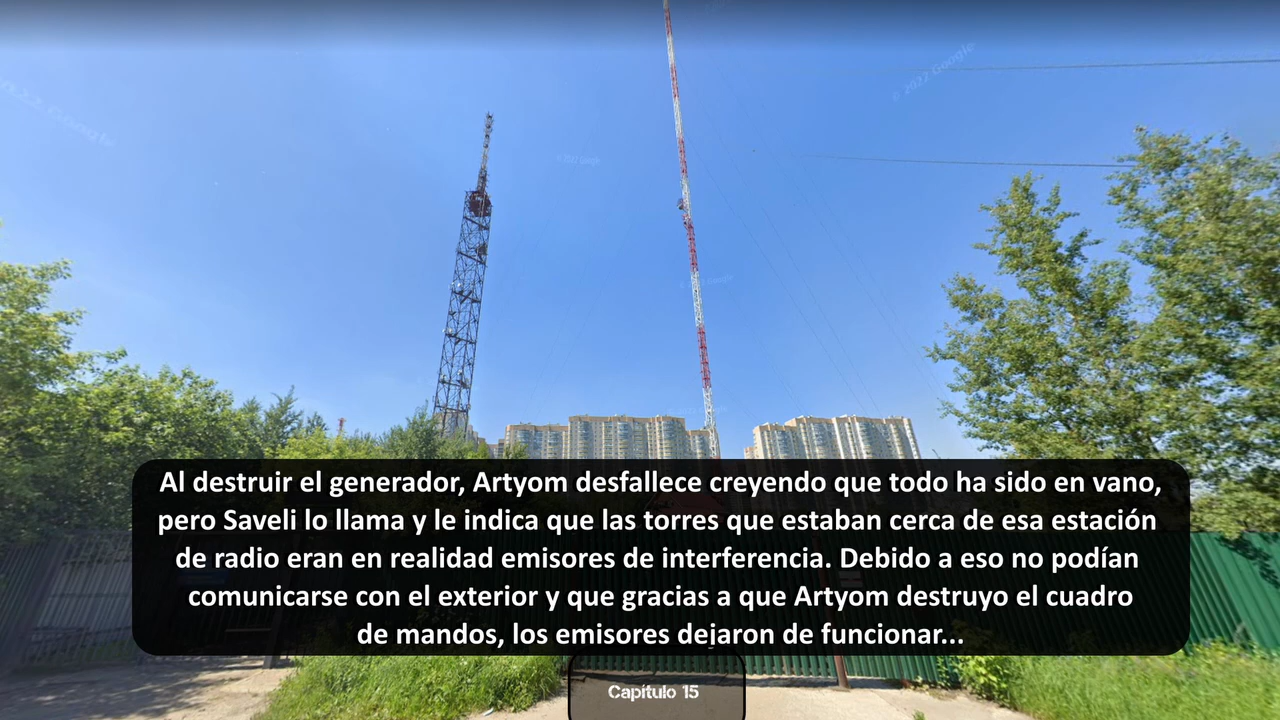 © 2022 Google
Al destruir el generador, Artyom desfallece creyendo que todo ha sido en vano,
pero Saveli lo llama y le indica que las torres que estaban cerca de esa estación
de radio eran en realidad emisores de interferencia. Debido a eso no podían
comunicarse con el exterior y que gracias a que Artyom destruyo el cuadro
de mandos, los emisores dejaron de funcionar...
Capítulo 15